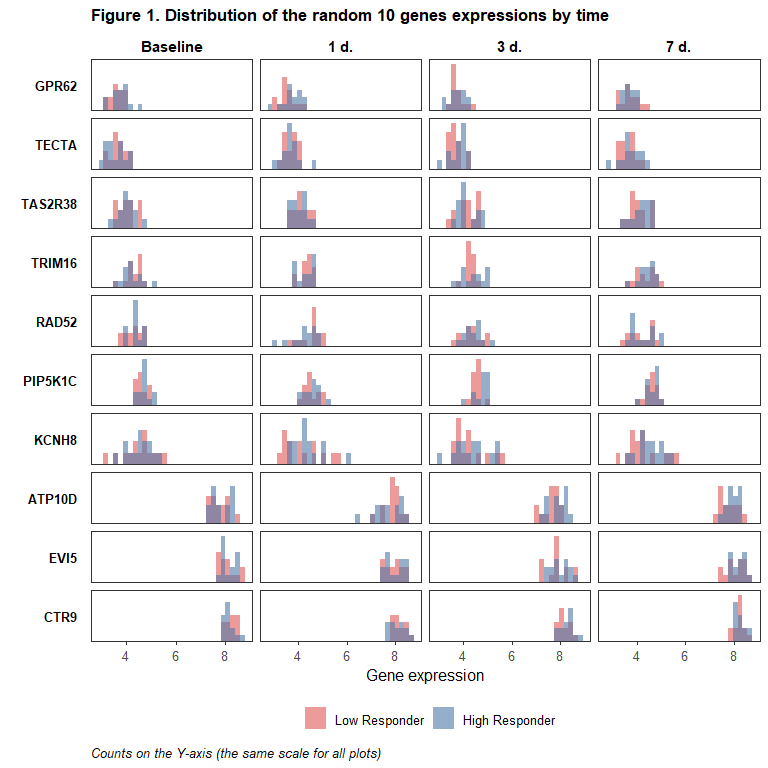 Figure 1. Distribution of the random 10 genes expressions by time
Baseline 1 d. 3 d. 7 d.
GPR62
TECTA
TAS2R38
TRIM16
RAD52
PIP5K1C
KCNH8
ATP10D
EVI5
CTR9
4 6 8 4 6 8 4 6 8 4 6 8
Gene expression
Low Responder High Responder
Counts on the Y-axis (the same scale for all plots)